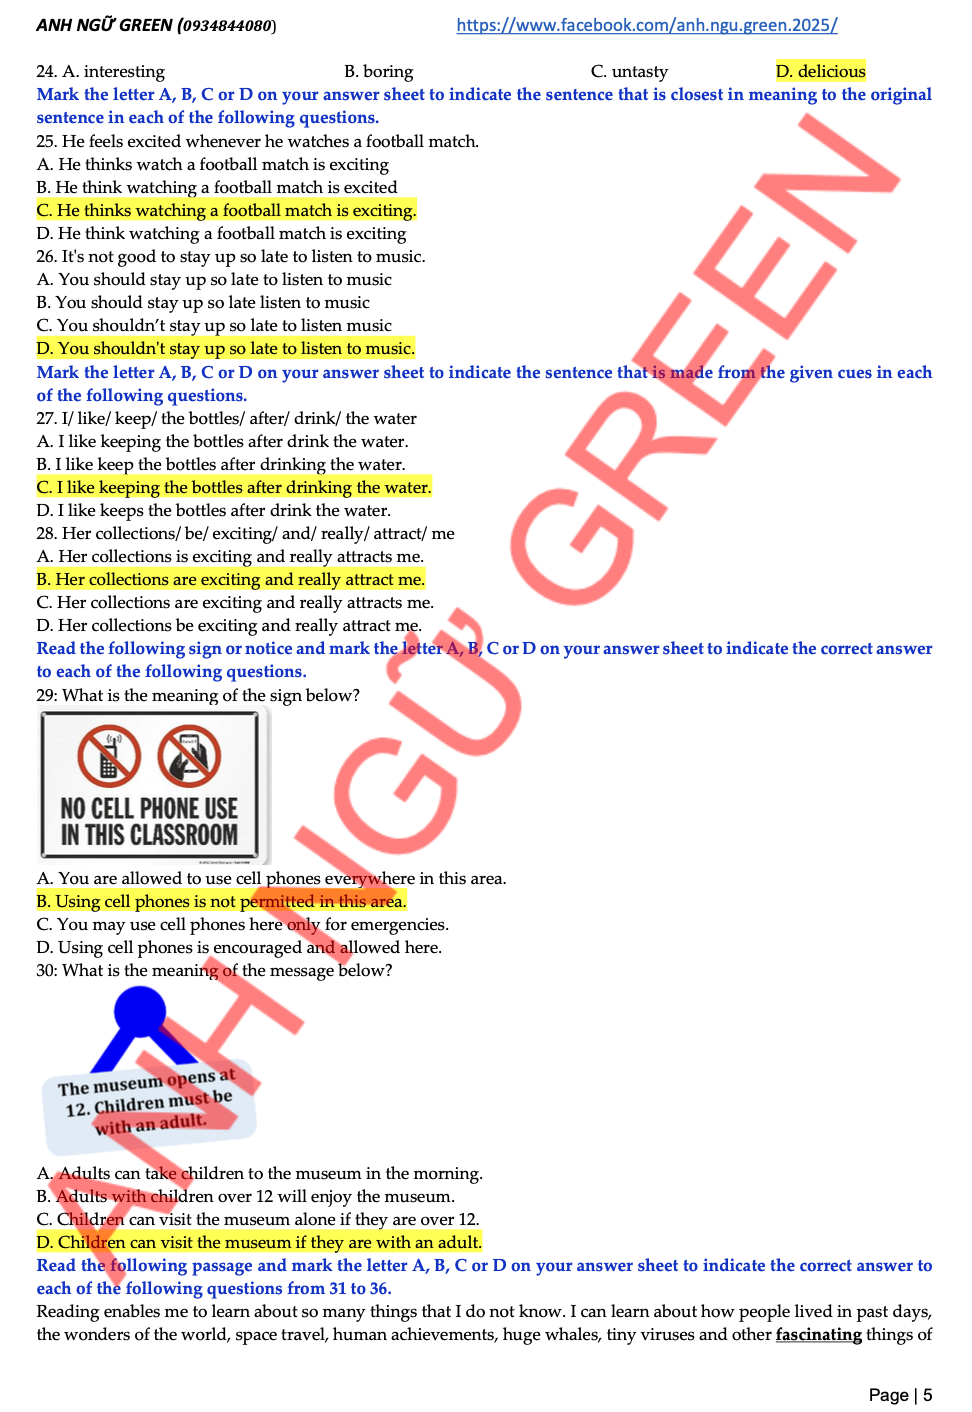 ANH NGỮ GREEN (0934844080)
https://www.facebook.com/anh.ngu.green.2025/
24. A. interesting B. boring C. untasty D. delicious
Mark the letter A, B, C or D on your answer sheet to indicate the sentence that is closest in meaning to the original
sentence in each of the following questions.
25. He feels excited whenever he watches a football match.
A. He thinks watch a football match is exciting
B. He think watching a football match is excited
C. He thinks watching a football match is exciting.
D. He think watching a football match is exciting
26. It's not good to stay up so late to listen to music.
A. You should stay up so late to listen to music
B. You should stay up so late listen to music
C. You shouldn’t stay up so late to listen music
D. You shouldn't stay up so late to listen to music.
Mark the letter A, B, C or D on your answer sheet to indicate the sentence that is made from the given cues in each
of the following questions.
27. I/ like/ keep/ the bottles/ after/ drink/ the water
A. I like keeping the bottles after drink the water.
B. I like keep the bottles after drinking the water.
C. I like keeping the bottles after drinking the water.
D. I like keeps the bottles after drink the water.
28. Her collections/ be/ exciting/ and/ really/ attract/ me
A. Her collections is exciting and really attracts me.
B. Her collections are exciting and really attract me.
C. Her collections are exciting and really attracts me.
D. Her collections be exciting and really attract me.
Read the following sign or notice and mark the letter A, B, C or D on your answer sheet to indicate the correct answer
to each of the following questions.
29: What is the meaning of the sign below?
NO CELL PHONE USE
IN THIS CLASSROOM
A. You are allowed to use cell phones everywhere in this area.
B. Using cell phones is not permitted in this area.
C. You may use cell phones here only for emergencies.
D. Using cell phones is encouraged and allowed here.
30: What is the meaning of the message below?
The museum opens at
12. Children must be
with an adult.
A. Adults can take children to the museum in the morning.
B. Adults with children over 12 will enjoy the museum.
C. Children can visit the museum alone if they are over 12.
D. Children can visit the museum if they are with an adult.
Read the following passage and mark the letter A, B, C or D on your answer sheet to indicate the correct answer to
each of the following questions from 31 to 36.
Reading enables me to learn about so many things that I do not know. I can learn about how people lived in past days,
the wonders of the world, space travel, human achievements, huge whales, tiny viruses and other fascinating things of
Page | 5
ANH NGỮ GREEN